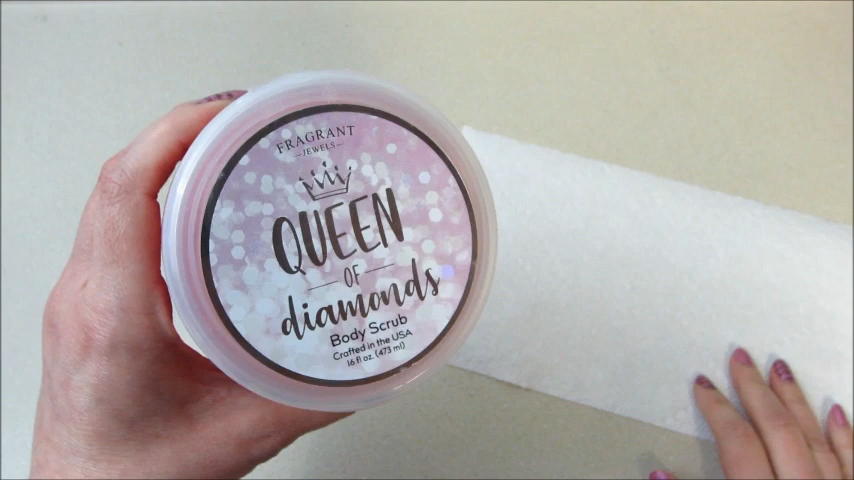 FRAGRANT
JEWELS
QUEEN
OF
diamonds
Body Scrub
Crafted in the USA
16 fl oz. (473 ml)